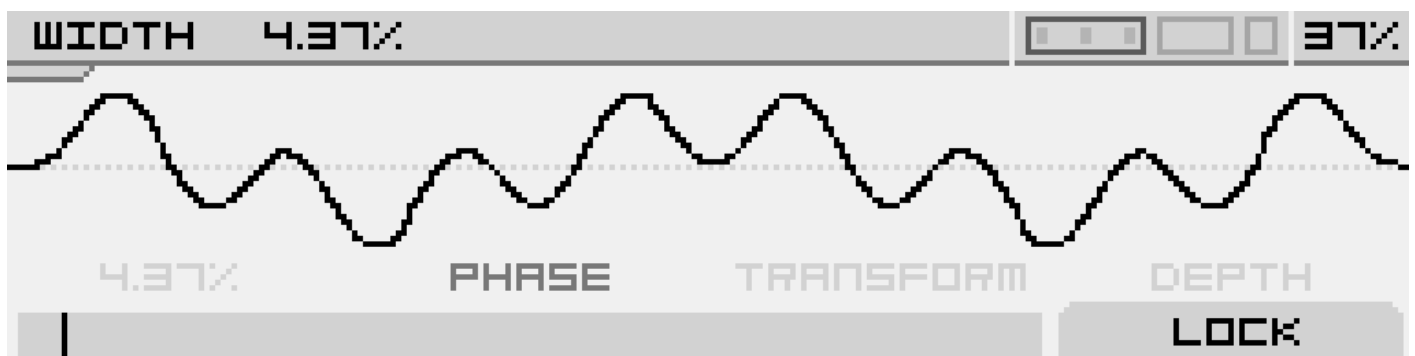 WIDTH 4.37% 37%
4.37% PHASE TRANSFORM DEPTH
LOCK